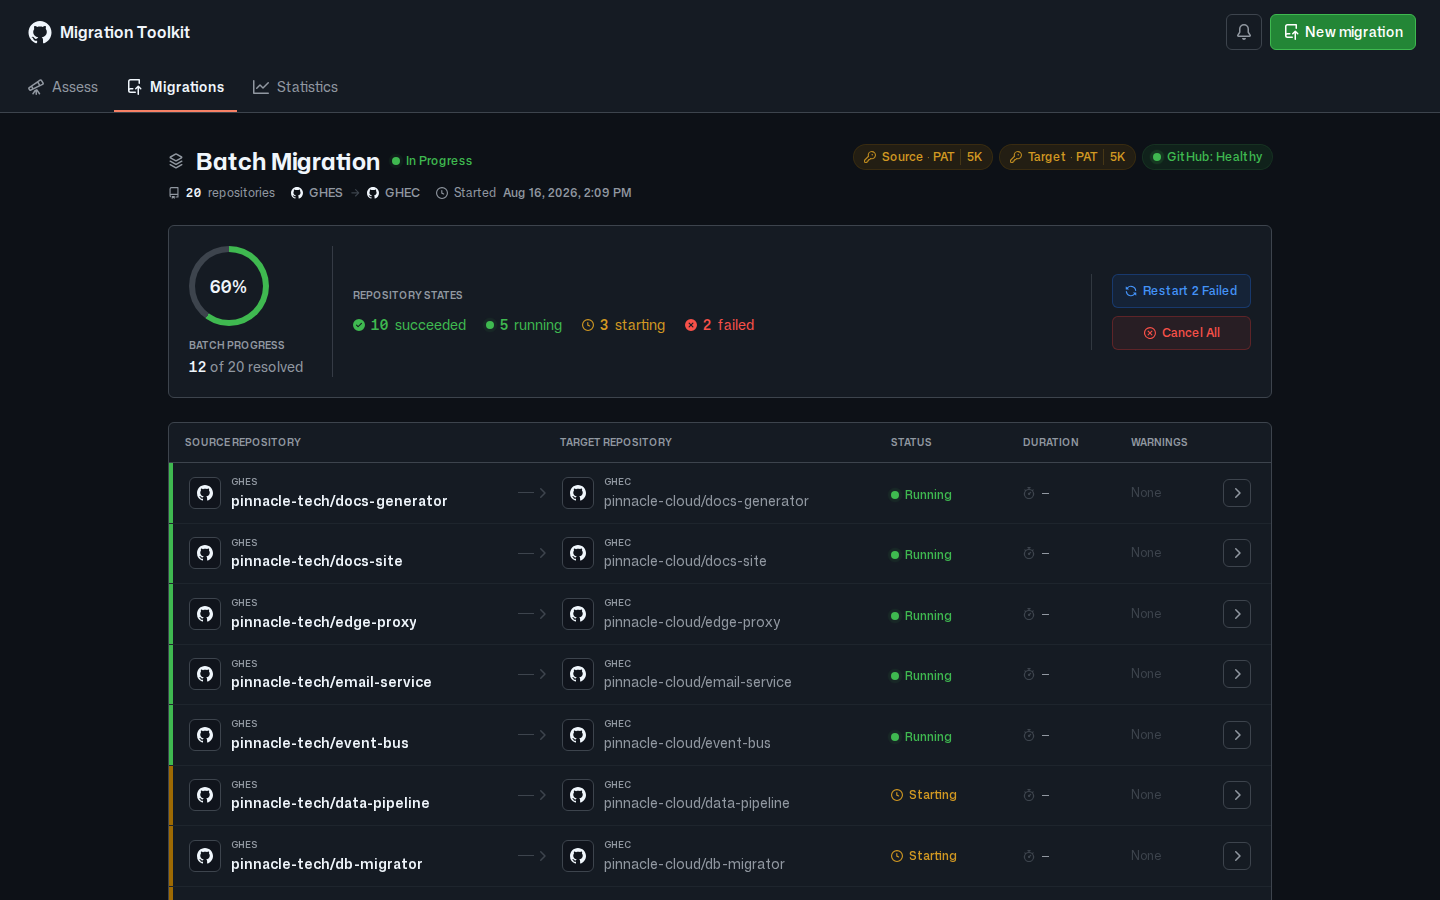 Migration Toolkit
New migration
Assess
Migrations
Statistics
Batch Migration
In Progress
Source · PAT | 5K
Target · PAT | 5K
GitHub: Healthy
20 repositories
GHES → GHEC
Started Aug 16, 2026, 2:09 PM
60%
BATCH PROGRESS
12 of 20 resolved
REPOSITORY STATES
10 succeeded
5 running
3 starting
2 failed
Restart 2 Failed
Cancel All
SOURCE REPOSITORY
TARGET REPOSITORY
STATUS
DURATION
WARNINGS
GHES
pinnacle-tech/docs-generator
GHEC
pinnacle-cloud/docs-generator
Running
–
None
GHES
pinnacle-tech/docs-site
GHEC
pinnacle-cloud/docs-site
Running
–
None
GHES
pinnacle-tech/edge-proxy
GHEC
pinnacle-cloud/edge-proxy
Running
–
None
GHES
pinnacle-tech/email-service
GHEC
pinnacle-cloud/email-service
Running
–
None
GHES
pinnacle-tech/event-bus
GHEC
pinnacle-cloud/event-bus
Running
–
None
GHES
pinnacle-tech/data-pipeline
GHEC
pinnacle-cloud/data-pipeline
Starting
–
None
GHES
pinnacle-tech/db-migrator
GHEC
pinnacle-cloud/db-migrator
Starting
–
None